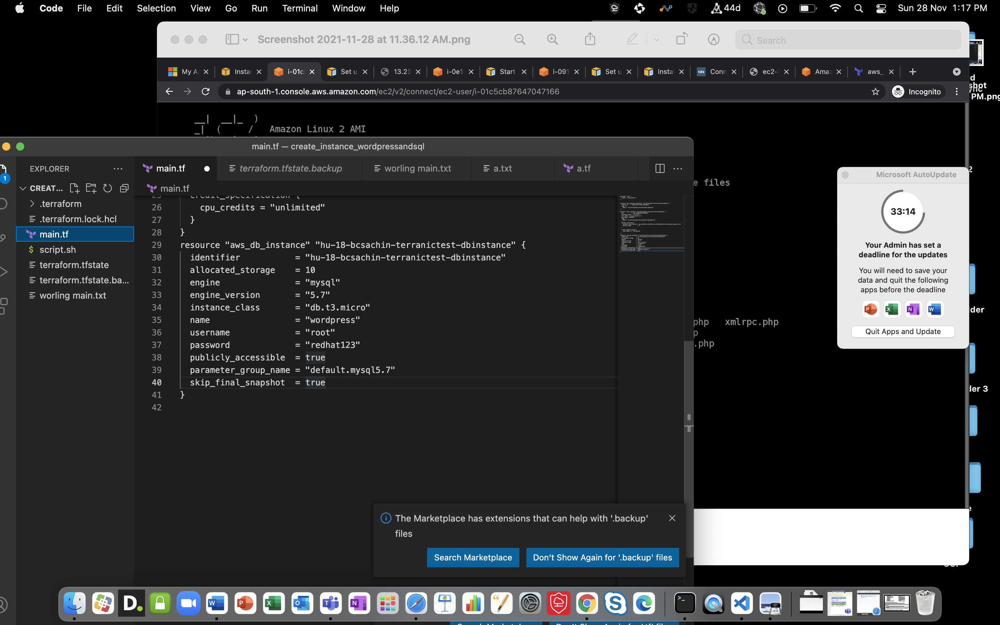 Code File Edit Selection View Go Run Terminal Window Help 44d Sun 28 Nov 1:17 PM
Screenshot 2021-11-28 at 11.36.12 AM.png Search
My A Instar i-01c Set u 13.23 i-0e1 Start i-091 Set u Insta Conn ec2- Amaz aws_
ap-south-1.console.aws.amazon.com/ec2/v2/connect/ec2-user/i-01c5cb87647047166 Incognito
PM.png
Amazon Linux 2 AMI
main.tf — create_instance_wordpressandsql
EXPLORER
main.tf terraform.tfstate.backup worling main.txt a.txt a.tf
1
CREAT...
main.tf
.terraform
.terraform.lock.hcl
main.tf
script.sh
terraform.tfstate
terraform.tfstate.ba...
worling main.txt
26 cpu_credits = "unlimited"
27 }
28 }
29 resource "aws_db_instance" "hu-18-bcsachin-terranictest-dbinstance" {
30 identifier = "hu-18-bcsachin-terranictest-dbinstance"
31 allocated_storage = 10
32 engine = "mysql"
33 engine_version = "5.7"
34 instance_class = "db.t3.micro"
35 name = "wordpress"
36 username = "root"
37 password = "redhat123"
38 publicly_accessible = true
39 parameter_group_name = "default.mysql5.7"
40 skip_final_snapshot = true
41 }
42
e files
php xmlrpc.php
p
.php
Microsoft AutoUpdate
33:14
Your Admin has set a
deadline for the updates
You will need to save your
data and quit the following
apps before the deadline
Quit Apps and Update
lder
der 3
The Marketplace has extensions that can help with '.backup'
files
Search Marketplace Don't Show Again for '.backup' files